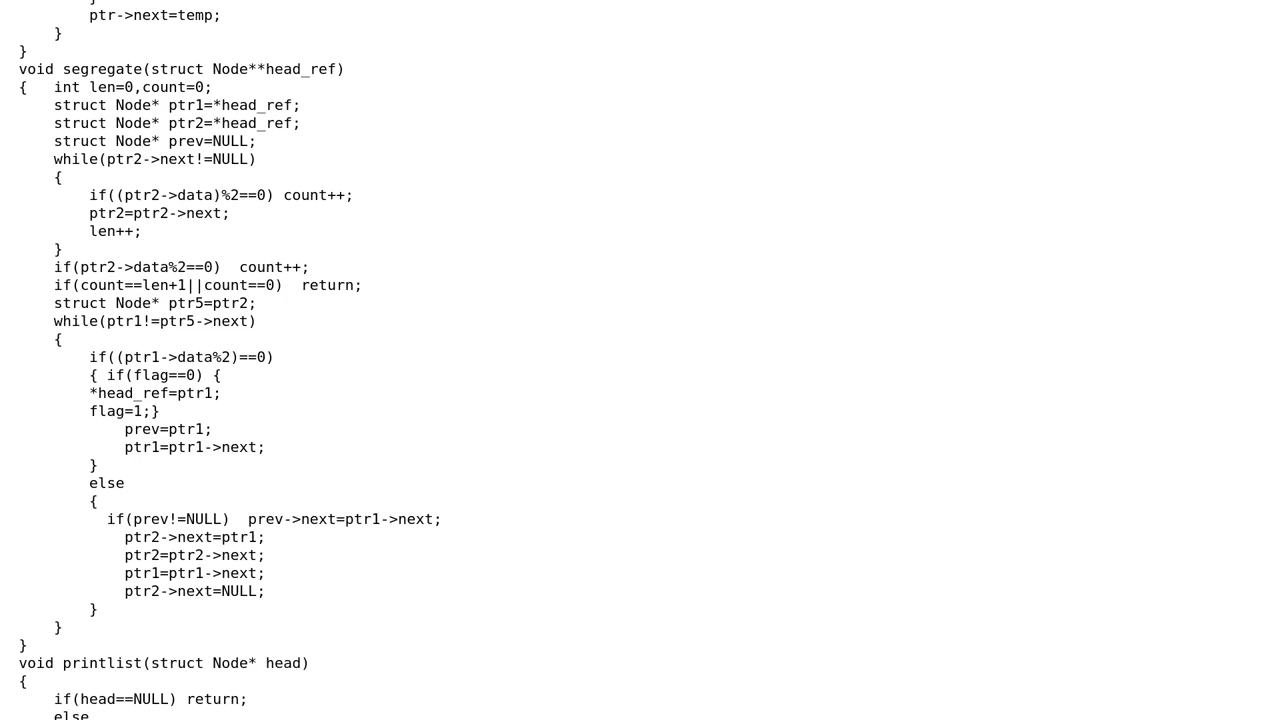 }
        ptr->next=temp;
    }
}
void segregate(struct Node**head_ref)
{   int len=0,count=0;
    struct Node* ptr1=*head_ref;
    struct Node* ptr2=*head_ref;
    struct Node* prev=NULL;
    while(ptr2->next!=NULL)
    {
        if((ptr2->data)%2==0) count++;
        ptr2=ptr2->next;
        len++;
    }
    if(ptr2->data%2==0)  count++;
    if(count==len+1||count==0)  return;
    struct Node* ptr5=ptr2;
    while(ptr1!=ptr5->next)
    {
        if((ptr1->data%2)==0)
        { if(flag==0) {
        *head_ref=ptr1;
        flag=1;}
            prev=ptr1;
            ptr1=ptr1->next;
        }
        else
        {
          if(prev!=NULL)  prev->next=ptr1->next;
            ptr2->next=ptr1;
            ptr2=ptr2->next;
            ptr1=ptr1->next;
            ptr2->next=NULL;
        }
    }
}
void printlist(struct Node* head)
{
    if(head==NULL) return;
    else